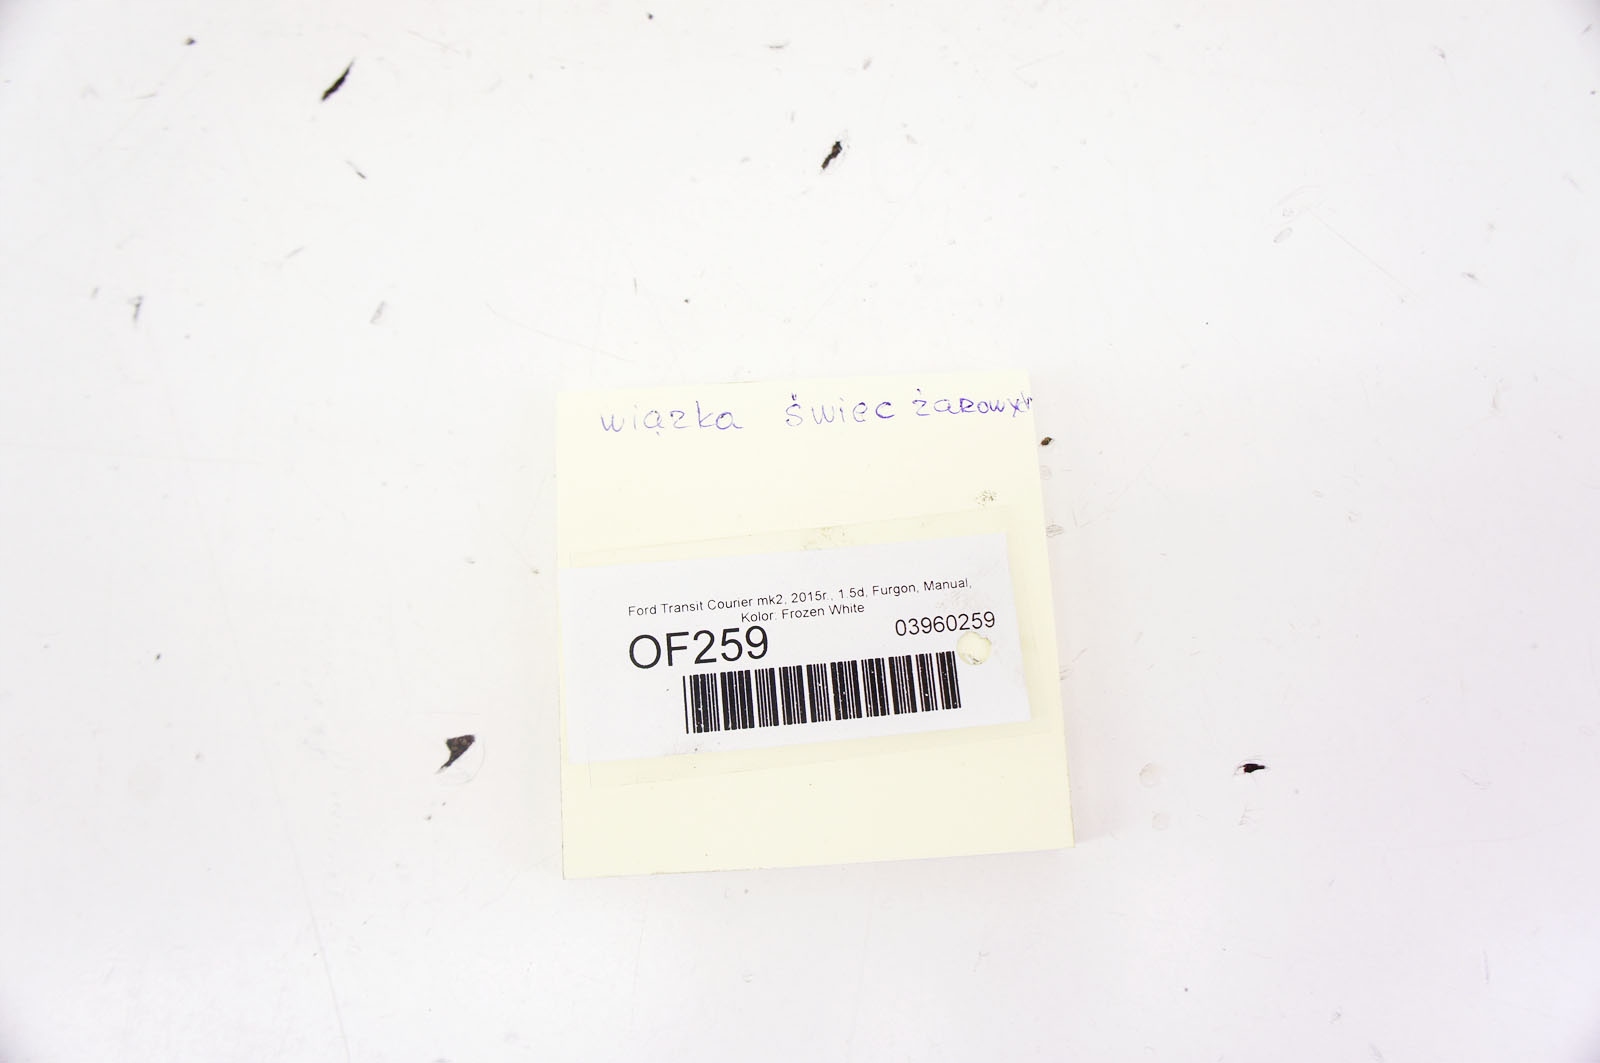 wiązka świec żarowych
Ford Transit Courier mk2, 2015r., 1.5d, Furgon, Manual,
Kolor: Frozen White
OF259
03960259